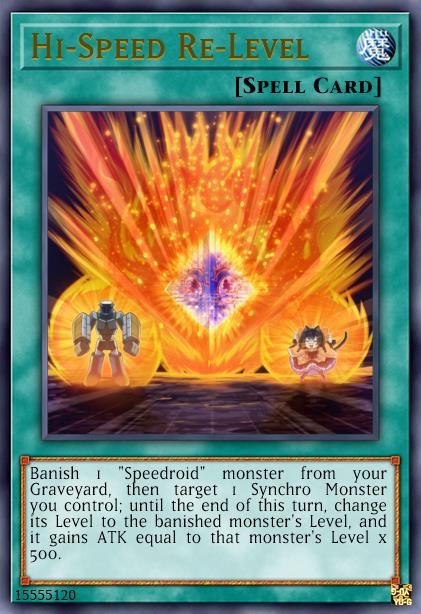 Hi-Speed Re-Level
魔
[Spell Card]
Banish 1 "Speedroid" monster from your
Graveyard, then target 1 Synchro Monster
you control; until the end of this turn, change
its Level to the banished monster's Level, and
it gains ATK equal to that monster's Level x
500.
15555120